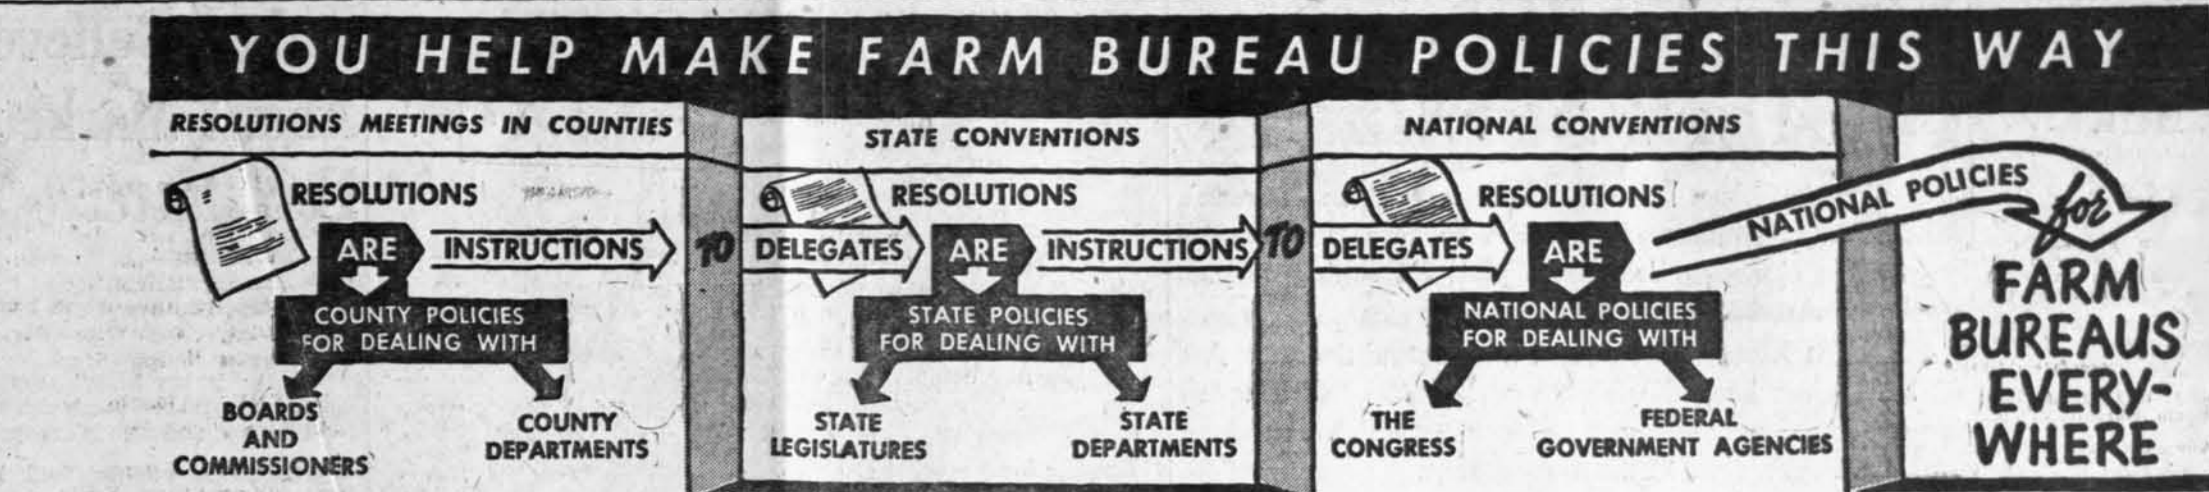 YOU HELP MAKE FARM BUREAU POLICIES THIS WAY
RESOLUTIONS MEETINGS IN COUNTIES
RESOLUTIONS
ARE
INSTRUCTIONS
TO
COUNTY POLICIES
FOR DEALING WITH
BOARDS
AND
COMMISSIONERS
COUNTY
DEPARTMENTS
STATE CONVENTIONS
RESOLUTIONS
DELEGATES
ARE
INSTRUCTIONS
TO
STATE POLICIES
FOR DEALING WITH
STATE
LEGISLATURES
STATE
DEPARTMENTS
NATIONAL CONVENTIONS
RESOLUTIONS
DELEGATES
ARE
NATIONAL POLICIES
FOR DEALING WITH
THE
CONGRESS
FEDERAL
GOVERNMENT AGENCIES
NATIONAL POLICIES
for
FARM
BUREAUS
EVERY-
WHERE